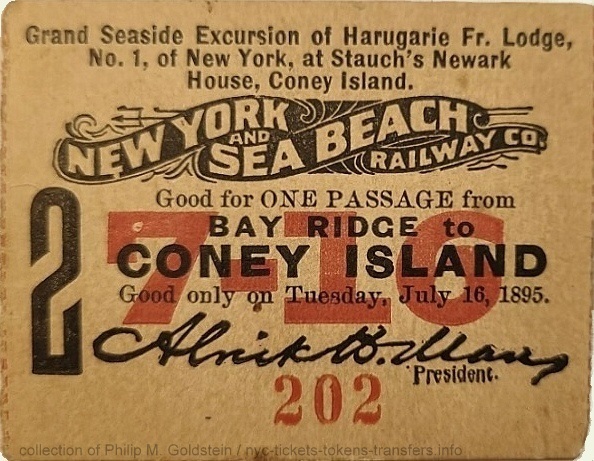 Grand Seaside Excursion of Harugarie Fr. Lodge,
No. 1, of New York, at Stauch's Newark
House, Coney Island.
NEW YORK AND SEA BEACH RAILWAY CO.
Good for ONE PASSAGE from
BAY RIDGE to
CONEY ISLAND
7-16
Good only on Tuesday, July 16, 1895.
2
President.
202
collection of Philip M. Goldstein / nyc-tickets-tokens-transfers.info